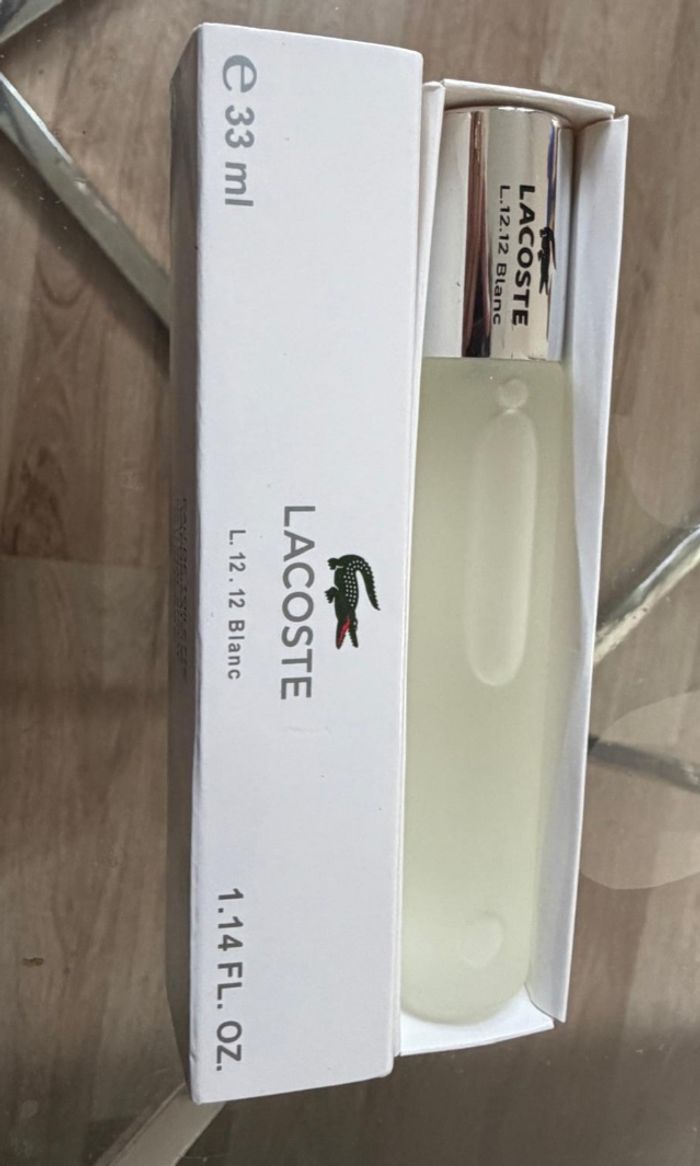 e 33 ml
LACOSTE
L.12.12 Blanc
1.14 FL. OZ.
LACOSTE
L.12.12 Blanc